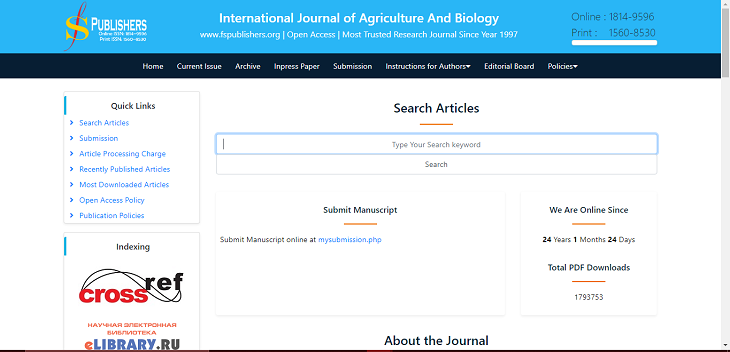 PUBLISHERS
Online ISSN: 1814-9596
Print ISSN: 1560-8530
International Journal of Agriculture And Biology
www.fspublishers.org | Open Access | Most Trusted Research Journal Since Year 1997
Online : 1814-9596
Print : 1560-8530
Home Current Issue Archive Inpress Paper Submission Instructions for Authors Editorial Board Policies
Quick Links
Search Articles
Submission
Article Processing Charge
Recently Published Articles
Most Downloaded Articles
Open Access Policy
Publication Policies
Indexing
crossref
НАУЧНАЯ ЭЛЕКТРОННАЯ
БИБЛИОТЕКА
eLIBRARY.RU
Search Articles
Type Your Search keyword
Search
Submit Manuscript
Submit Manuscript online at mysubmission.php
We Are Online Since
24 Years 1 Months 24 Days
Total PDF Downloads
1793753
About the Journal